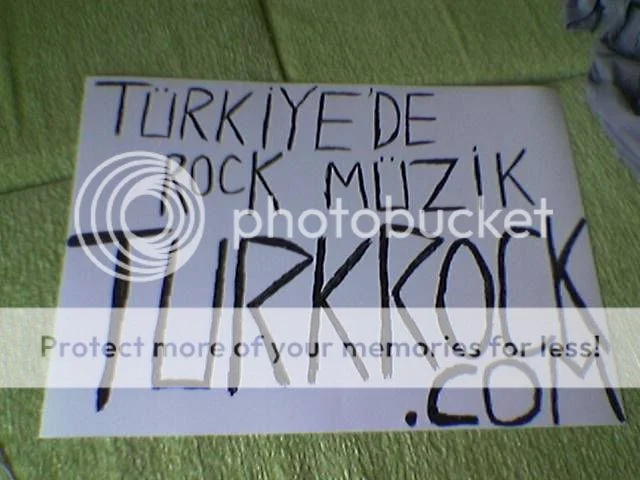 TÜRKİYE'DE
ROCK MÜZİK
photobucket
TURKROCK
Protect more of your memories for less!
.COM